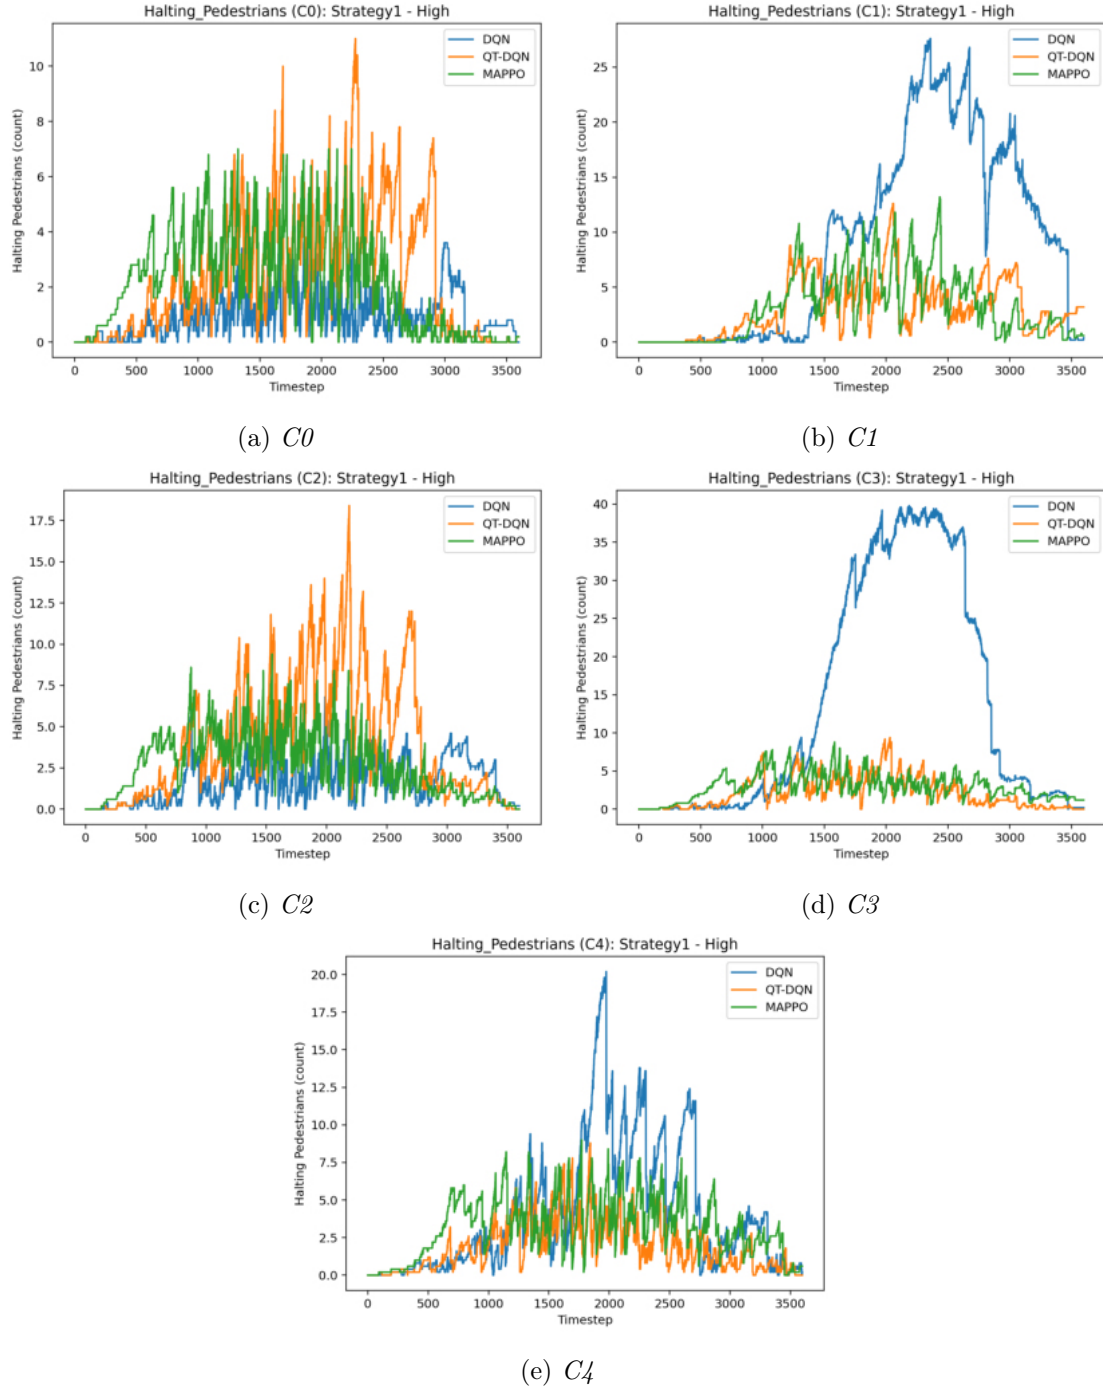 Halting_Pedestrians (C0): Strategy1 - High
DQN
QT-DQN
MAPPO
Halting Pedestrians (count)
10
8
6
4
2
0
0 500 1000 1500 2000 2500 3000 3500
Timestep
(a) C0
Halting_Pedestrians (C1): Strategy1 - High
DQN
QT-DQN
MAPPO
Halting Pedestrians (count)
25
20
15
10
5
0
0 500 1000 1500 2000 2500 3000 3500
Timestep
(b) C1
Halting_Pedestrians (C2): Strategy1 - High
DQN
QT-DQN
MAPPO
Halting Pedestrians (count)
17.5
15.0
12.5
10.0
7.5
5.0
2.5
0.0
0 500 1000 1500 2000 2500 3000 3500
Timestep
(c) C2
Halting_Pedestrians (C3): Strategy1 - High
DQN
QT-DQN
MAPPO
Halting Pedestrians (count)
40
35
30
25
20
15
10
5
0
0 500 1000 1500 2000 2500 3000 3500
Timestep
(d) C3
Halting_Pedestrians (C4): Strategy1 - High
DQN
QT-DQN
MAPPO
Halting Pedestrians (count)
20.0
17.5
15.0
12.5
10.0
7.5
5.0
2.5
0.0
0 500 1000 1500 2000 2500 3000 3500
Timestep
(e) C4